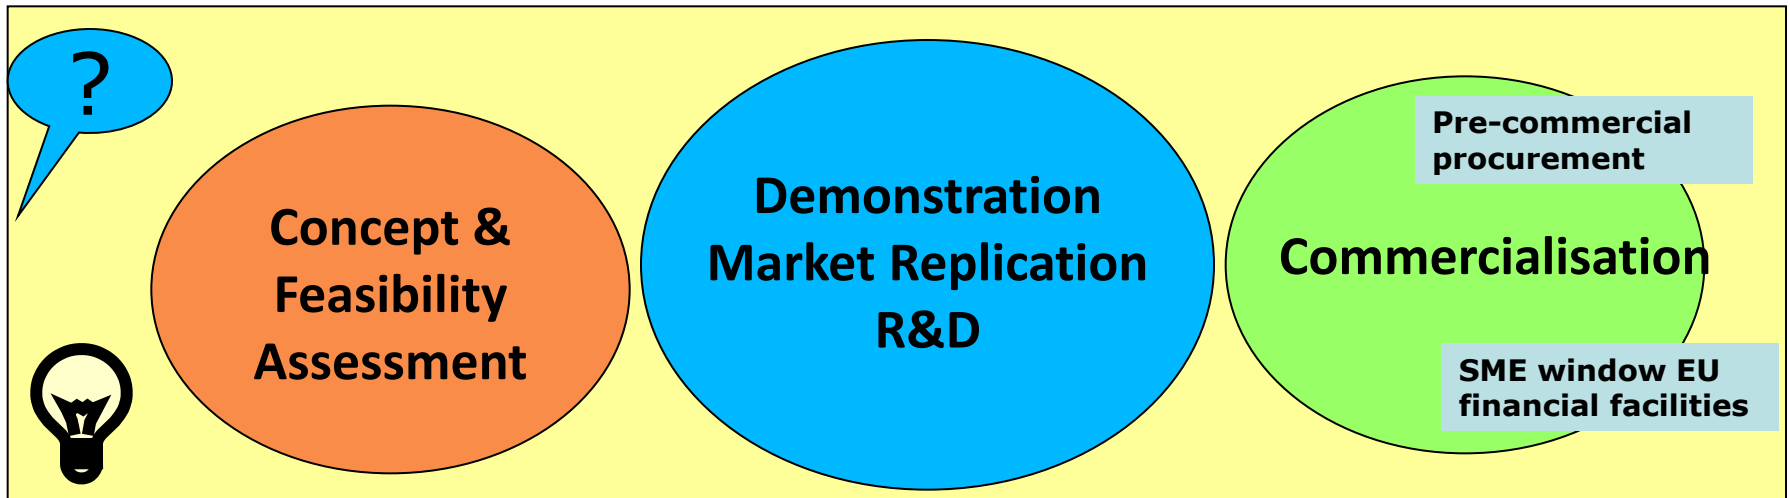 ?
Concept &
Feasibility
Assessment
Demonstration
Market Replication
R&D
Pre-commercial
procurement
Commercialisation
SME window EU
financial facilities